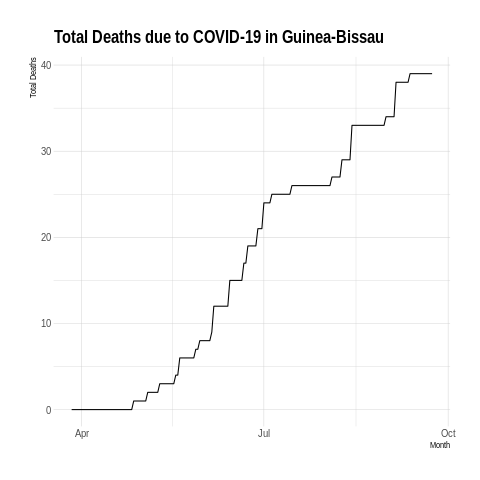 Total Deaths due to COVID-19 in Guinea-Bissau
Total Deaths
40
30
20
10
0
Apr
Jul
Oct
Month